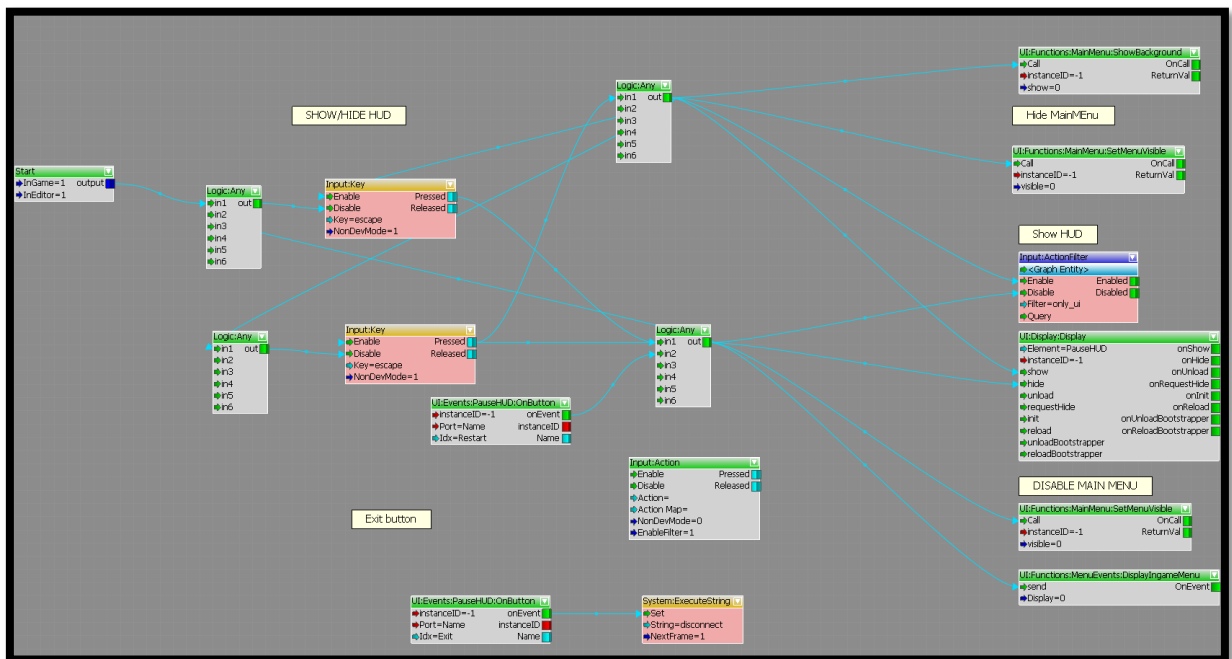 SHOW/HIDE HUD
Start
InGame=1 output
InEditor=1
Logic:Any
in1 out
in2
in3
in4
in5
in6
Input:Key
Enable Pressed
Disable Released
Key=escape
NonDevMode=1
Logic:Any
in1 out
in2
in3
in4
in5
in6
Logic:Any
in1 out
in2
in3
in4
in5
in6
Input:Key
Enable Pressed
Disable Released
Key=escape
NonDevMode=1
Logic:Any
in1 out
in2
in3
in4
in5
in6
UI:Events:PauseHUD:OnButton
instanceID=-1 onEvent
Port=Name instanceID
Idx=Restart Name
Input:Action
Enable Pressed
Disable Released
Action=
Action Map=
NonDevMode=0
EnableFilter=1
Exit button
UI:Events:PauseHUD:OnButton
instanceID=-1 onEvent
Port=Name instanceID
Idx=Exit Name
System:ExecuteString
Set
String=disconnect
NextFrame=1
UI:Functions:MainMenu:ShowBackground
Call OnCall
instanceID=-1 ReturnVal
show=0
Hide MainMEnu
UI:Functions:MainMenu:SetMenuVisible
Call OnCall
instanceID=-1 ReturnVal
visible=0
Show HUD
Input:ActionFilter
<Graph Entity>
Enable Enabled
Disable Disabled
Filter=only_ui
Query
UI:Display:Display
Element=PauseHUD onShow
instanceID=-1 onHide
show onUnload
hide onRequestHide
unload onInit
requestHide onReload
init onUnloadBootstrapper
reload onReloadBootstrapper
unloadBootstrapper
reloadBootstrapper
DISABLE MAIN MENU
UI:Functions:MainMenu:SetMenuVisible
Call OnCall
instanceID=-1 ReturnVal
visible=0
UI:Functions:MenuEvents:DisplayIngameMenu
send OnEvent
Display=0